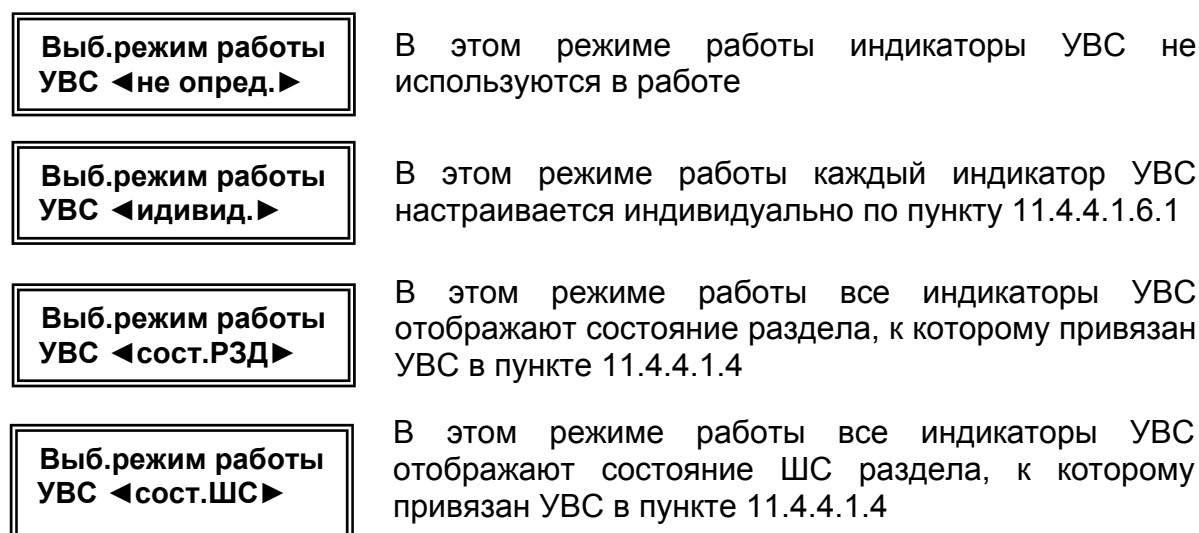 Выб.режим работы
УВС ◄не опред.►
В этом режиме работы индикаторы УВС не
используются в работе
Выб.режим работы
УВС ◄идивид.►
В этом режиме работы каждый индикатор УВС
настраивается индивидуально по пункту 11.4.4.1.6.1
Выб.режим работы
УВС ◄сост.РЗД►
В этом режиме работы все индикаторы УВС
отображают состояние раздела, к которому привязан
УВС в пункте 11.4.4.1.4
Выб.режим работы
УВС ◄сост.ШС►
В этом режиме работы все индикаторы УВС
отображают состояние ШС раздела, к которому
привязан УВС в пункте 11.4.4.1.4